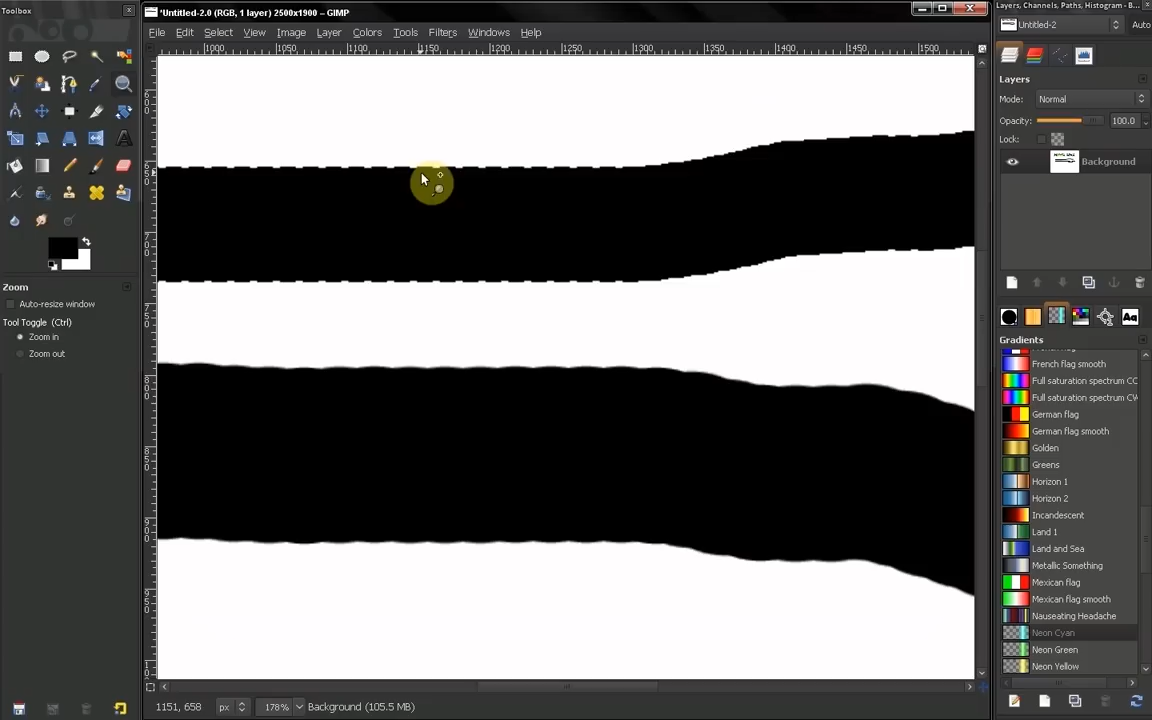 Toolbox
*Untitled-2.0 (RGB, 1 layer) 2500x1900 – GIMP
Layers, Channels, Paths, Histogram - B...
File Edit Select View Image Layer Colors Tools Filters Windows Help
Untitled-2
Auto
1000 1050 1100 1150 1200 1250 1300 1350 1400 1450 1500
Layers
Mode: Normal
Opacity: 100.0
Lock:
Background
Zoom
Auto-resize window
Tool Toggle (Ctrl)
Zoom in
Zoom out
Gradients
French flag smooth
Full saturation spectrum CC
Full saturation spectrum CW
German flag
German flag smooth
Golden
Greens
Horizon 1
Horizon 2
Incandescent
Land 1
Land and Sea
Metallic Something
Mexican flag
Mexican flag smooth
Nauseating Headache
Neon Cyan
Neon Green
Neon Yellow
1151, 658 px 178% Background (105.5 MB)